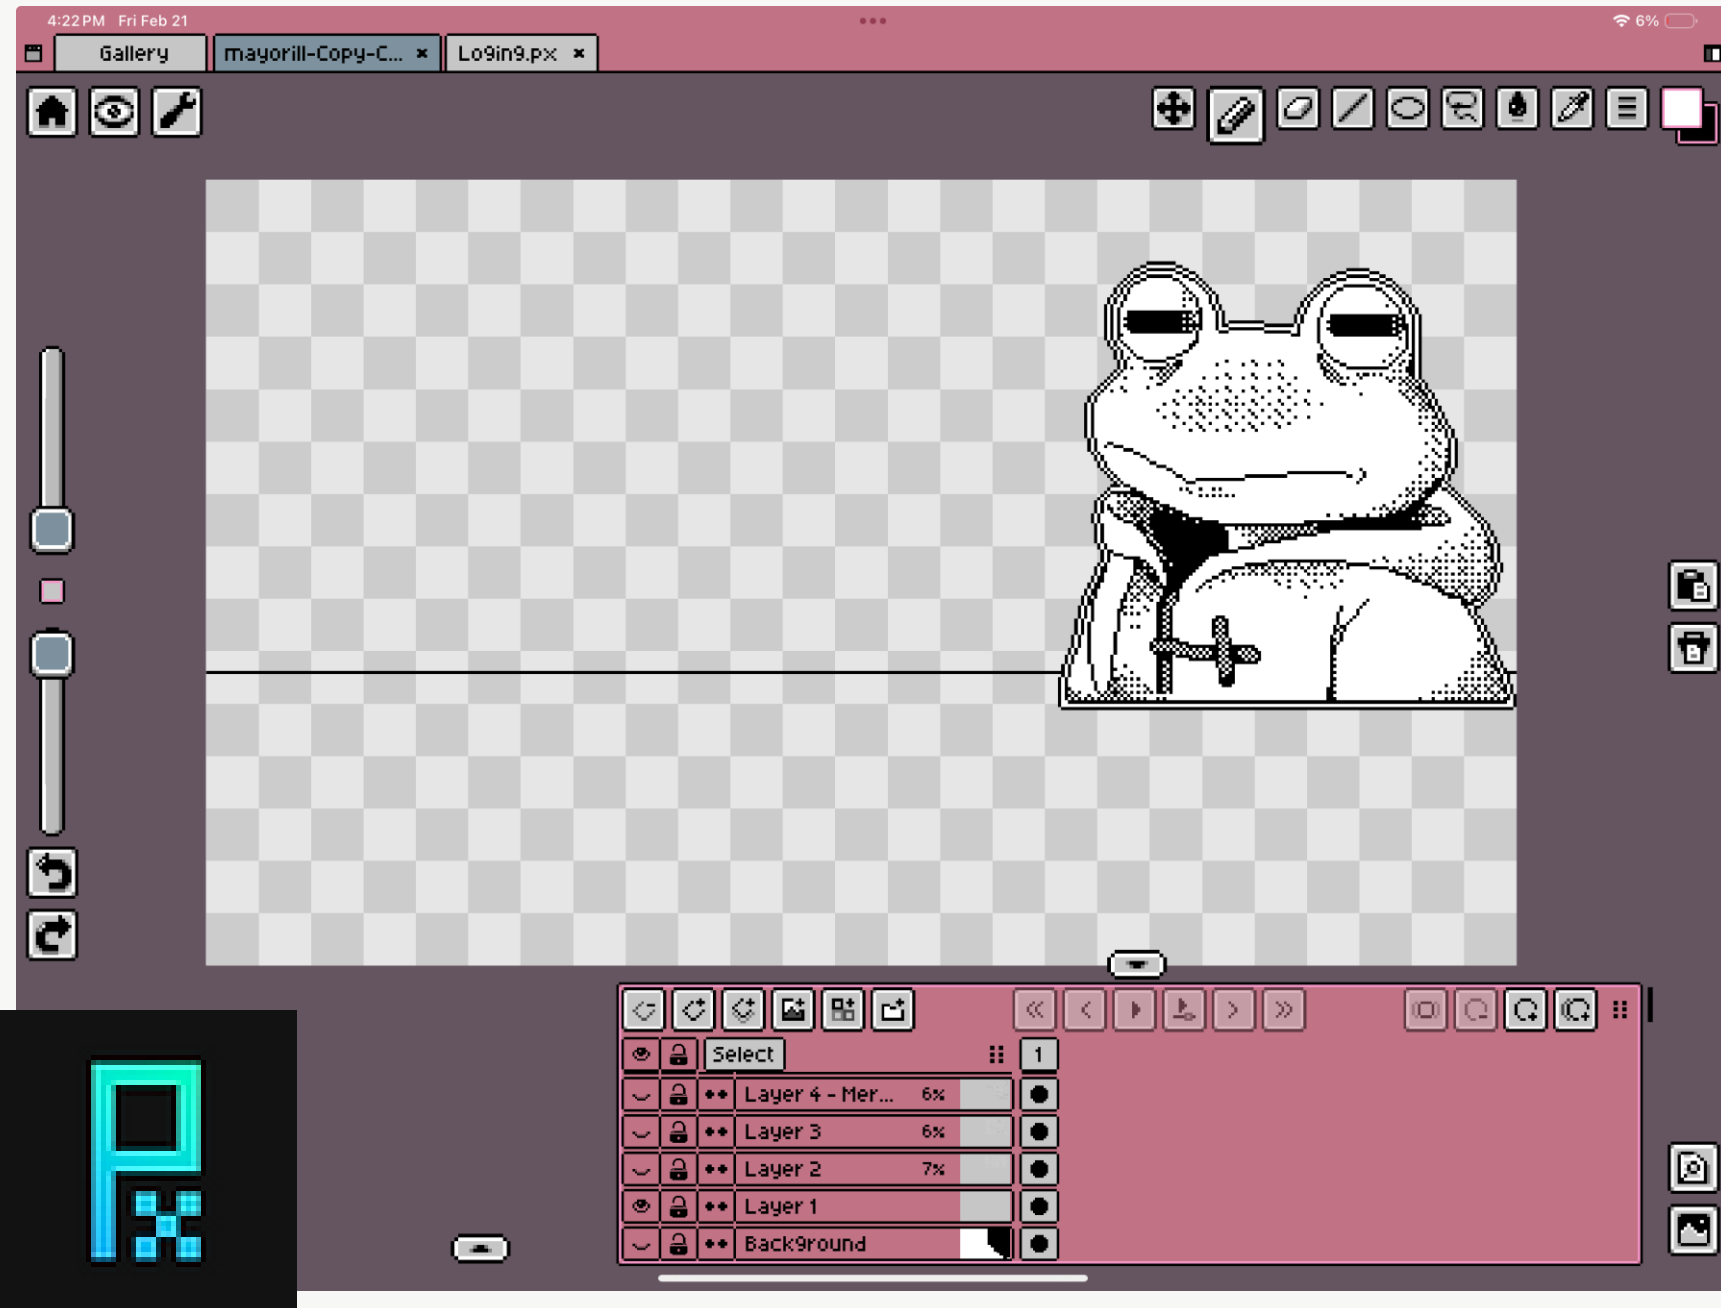 4:22 PM Fri Feb 21
6%
Gallery
mayorill-Copy-C...
Lo9in9.px
Select
1
Layer 4 - Mer...
6%
Layer 3
6%
Layer 2
7%
Layer 1
Back9round
Px